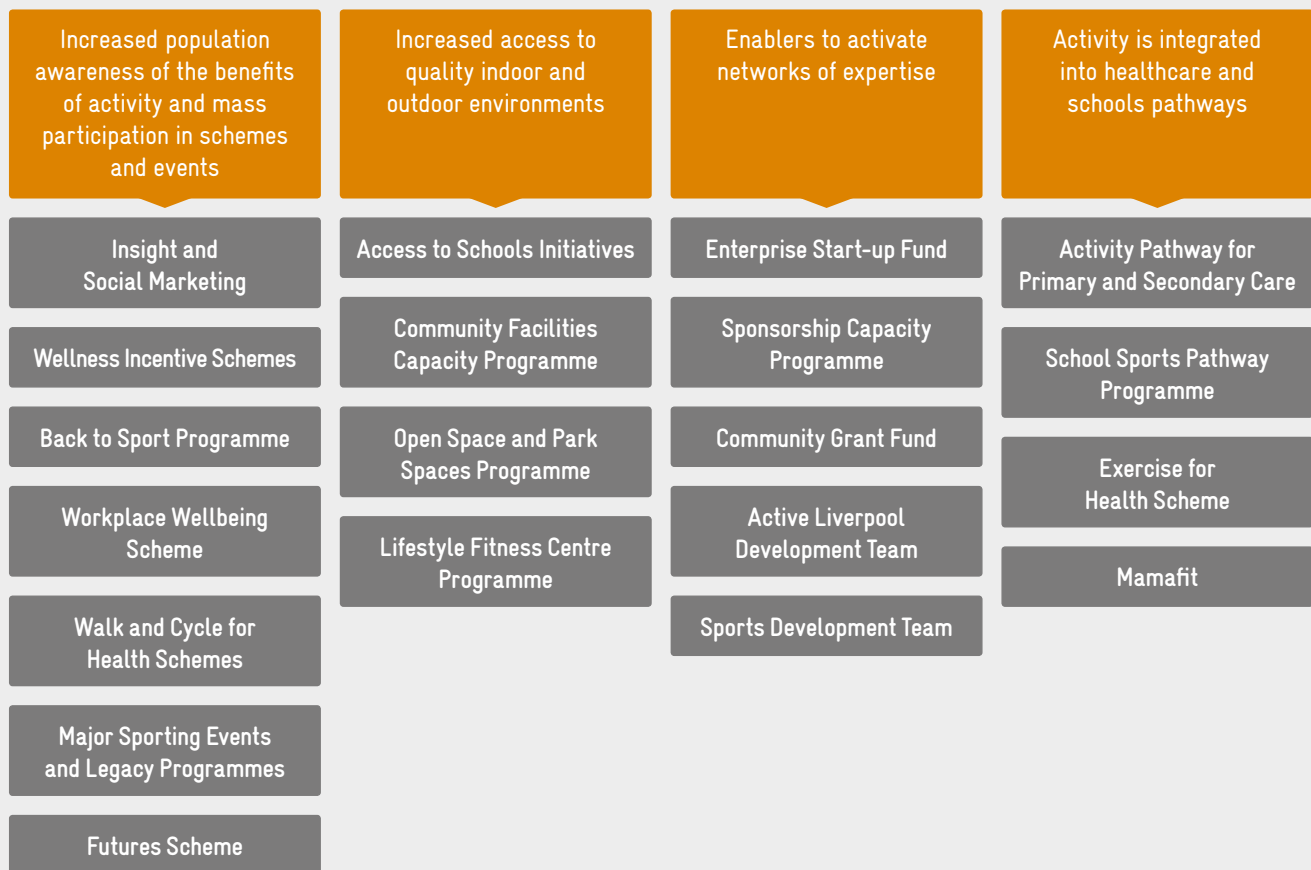 Increased population
awareness of the benefits
of activity and mass
participation in schemes
and events
Insight and
Social Marketing
Wellness Incentive Schemes
Back to Sport Programme
Workplace Wellbeing
Scheme
Walk and Cycle for
Health Schemes
Major Sporting Events
and Legacy Programmes
Futures Scheme
Increased access to
quality indoor and
outdoor environments
Access to Schools Initiatives
Community Facilities
Capacity Programme
Open Space and Park
Spaces Programme
Lifestyle Fitness Centre
Programme
Enablers to activate
networks of expertise
Enterprise Start-up Fund
Sponsorship Capacity
Programme
Community Grant Fund
Active Liverpool
Development Team
Sports Development Team
Activity is integrated
into healthcare and
schools pathways
Activity Pathway for
Primary and Secondary Care
School Sports Pathway
Programme
Exercise for
Health Scheme
Mamafit